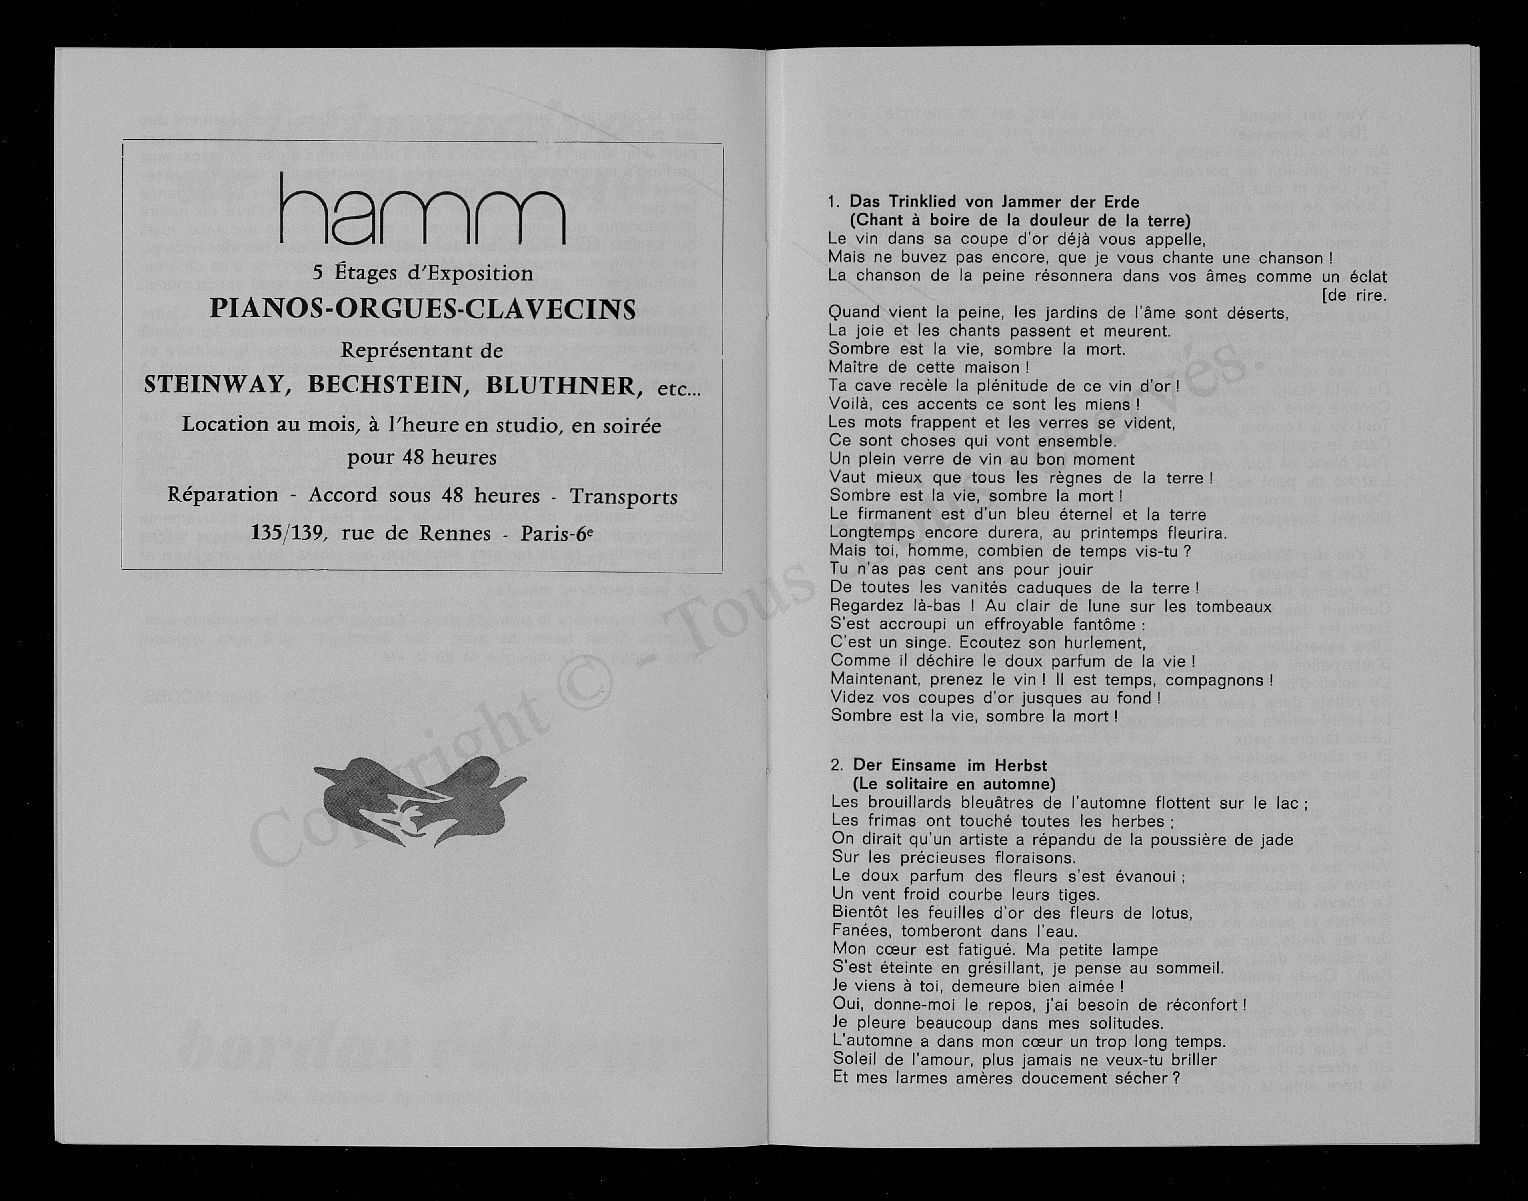 hamm
5 Étages d'Exposition
PIANOS-ORGUES-CLAVECINS
Représentant de
STEINWAY, BECHSTEIN, BLUTHNER, etc...
Location au mois, à l'heure en studio, en soirée
pour 48 heures
Réparation - Accord sous 48 heures - Transports
135/139, rue de Rennes - Paris-6e
1. Das Trinklied von Jammer der Erde
(Chant à boire de la douleur de la terre)
Le vin dans sa coupe d'or déjà vous appelle,
Mais ne buvez pas encore, que je vous chante une chanson !
La chanson de la peine résonnera dans vos âmes comme un éclat
[de rire.
Quand vient la peine, les jardins de l'âme sont déserts,
La joie et les chants passent et meurent.
Sombre est la vie, sombre la mort.
Maître de cette maison !
Ta cave recèle la plénitude de ce vin d'or !
Voilà, ces accents ce sont les miens !
Les mots frappent et les verres se vident,
Ce sont choses qui vont ensemble.
Un plein verre de vin au bon moment
Vaut mieux que tous les règnes de la terre !
Sombre est la vie, sombre la mort !
Le firmanent est d'un bleu éternel et la terre
Longtemps encore durera, au printemps fleurira.
Mais toi, homme, combien de temps vis-tu ?
Tu n'as pas cent ans pour jouir
De toutes les vanités caduques de la terre !
Regardez là-bas ! Au clair de lune sur les tombeaux
S'est accroupi un effroyable fantôme :
C'est un singe. Ecoutez son hurlement,
Comme il déchire le doux parfum de la vie !
Maintenant, prenez le vin ! Il est temps, compagnons !
Videz vos coupes d'or jusques au fond !
Sombre est la vie, sombre la mort !
2. Der Einsame im Herbst
(Le solitaire en automne)
Les brouillards bleuâtres de l'automne flottent sur le lac ;
Les frimas ont touché toutes les herbes ;
On dirait qu'un artiste a répandu de la poussière de jade
Sur les précieuses floraisons.
Le doux parfum des fleurs s'est évanoui ;
Un vent froid courbe leurs tiges.
Bientôt les feuilles d'or des fleurs de lotus,
Fanées, tomberont dans l'eau.
Mon cœur est fatigué. Ma petite lampe
S'est éteinte en grésillant, je pense au sommeil.
Je viens à toi, demeure bien aimée !
Oui, donne-moi le repos, j'ai besoin de réconfort !
Je pleure beaucoup dans mes solitudes.
L'automne a dans mon cœur un trop long temps.
Soleil de l'amour, plus jamais ne veux-tu briller
Et mes larmes amères doucement sécher ?
Copyright © - Tous droits réservés.